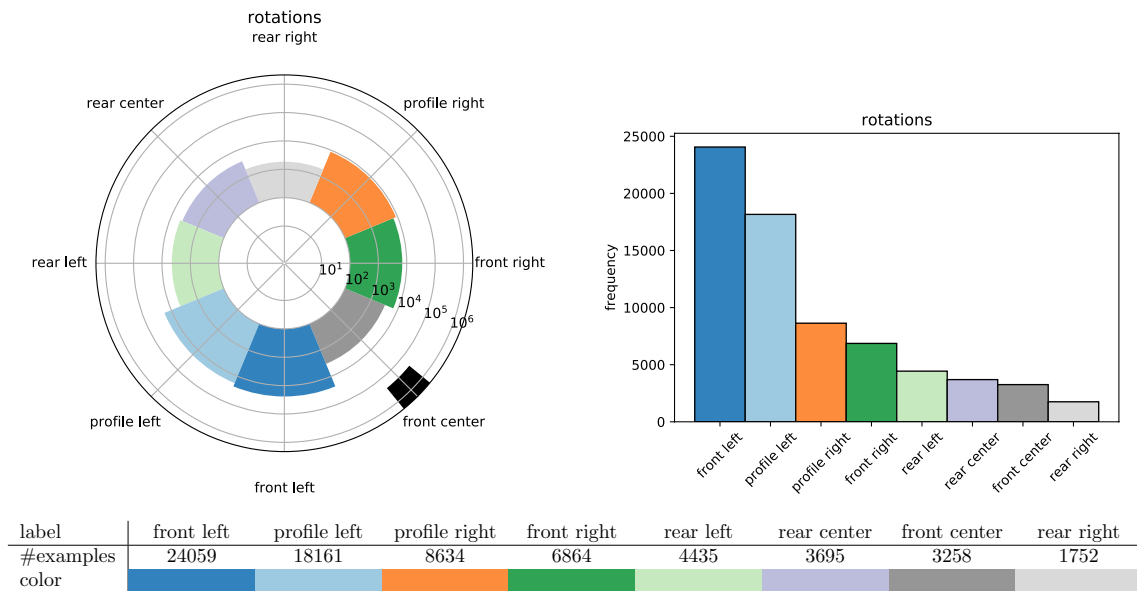 rotations
rear right
rear center
profile right
rear left
front right
10^1
10^2
10^3
10^4
10^5
10^6
profile left
front center
front left
rotations
frequency
25000
20000
15000
10000
5000
0
front left
profile left
profile right
front right
rear left
rear center
front center
rear right
label front left profile left profile right front right rear left rear center front center rear right
#examples 24059 18161 8634 6864 4435 3695 3258 1752
color